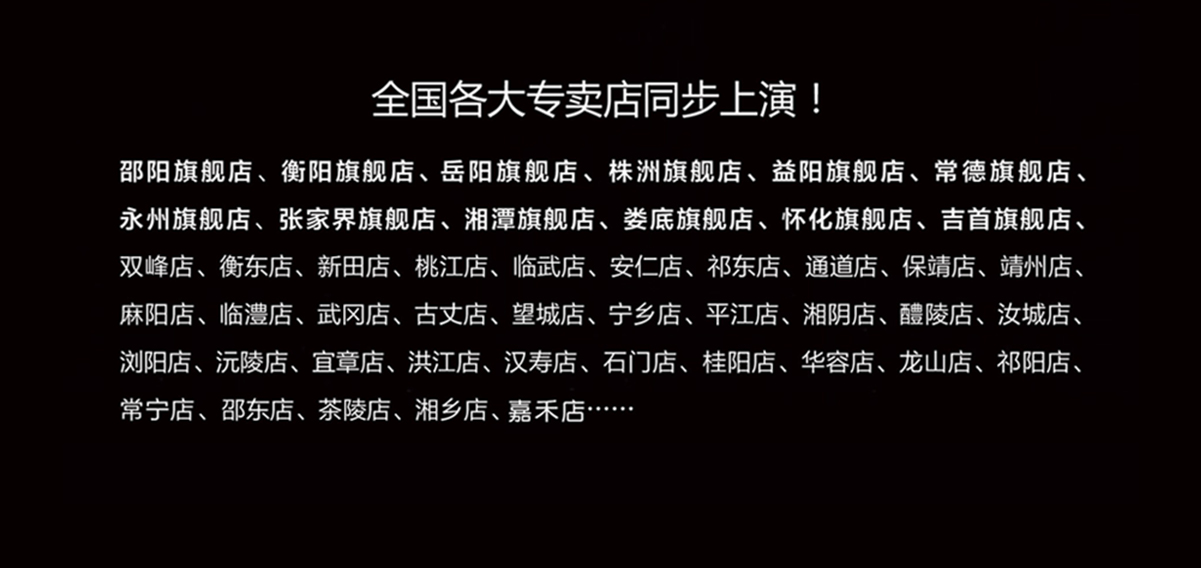 全国各大专卖店同步上演！
邵阳旗舰店、衡阳旗舰店、岳阳旗舰店、株洲旗舰店、益阳旗舰店、常德旗舰店、
永州旗舰店、张家界旗舰店、湘潭旗舰店、娄底旗舰店、怀化旗舰店、吉首旗舰店、
双峰店、衡东店、新田店、桃江店、临武店、安仁店、祁东店、通道店、保靖店、靖州店、
麻阳店、临澧店、武冈店、古丈店、望城店、宁乡店、平江店、湘阴店、醴陵店、汝城店、
浏阳店、沅陵店、宜章店、洪江店、汉寿店、石门店、桂阳店、华容店、龙山店、祁阳店、
常宁店、邵东店、茶陵店、湘乡店、嘉禾店……